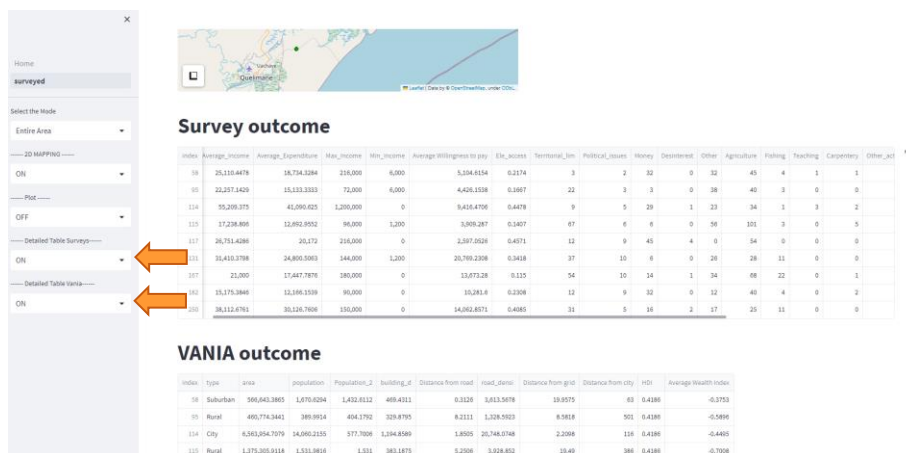 ×
Home
surveyed
Select the Mode
Entire Area
------ 2D MAPPING ------
ON
------ Plot ------
OFF
------ Detailed Table Surveys------
ON
------ Detailed Table Vania------
ON
Quelimane
Leaflet | Data by © OpenStreetMap, under ODbL.
Survey outcome
index Average_Income Average_Expenditure Max_Income Min_Income Average Willingness to pay Ele_access Territorial_lim Political_issues Money Desinterest Other Agriculture Fishing Teaching Carpentery Other_act
58 25,110.4478 18,734.3284 216,000 6,000 5,104.6154 0.2174 3 2 32 0 32 45 4 1 1
95 22,257.1429 15,133.3333 72,000 6,000 4,426.1538 0.1667 22 3 3 0 38 40 3 0 0
114 55,209.375 41,090.625 1,200,000 0 9,416.4706 0.4478 9 5 29 1 23 34 1 3 2
115 17,238.806 12,692.9552 96,000 1,200 3,909.267 0.1407 67 6 6 0 56 101 3 0 5
117 26,751.4286 20,172 216,000 0 2,597.0526 0.4571 12 9 45 4 0 54 0 0 0
131 31,410.3798 24,800.5063 144,000 1,200 20,769.2308 0.3418 37 10 6 0 26 28 11 0 0
167 21,000 17,447.7876 180,000 0 13,673.28 0.115 54 10 14 1 34 68 22 0 1
182 15,175.3846 12,166.1539 90,000 0 10,281.6 0.2308 12 9 32 0 12 40 4 0 2
200 38,112.6761 30,126.7606 150,000 0 14,062.8571 0.4085 31 5 16 2 17 25 11 0 0
VANIA outcome
index type area population Population_2 building_d Distance from road road_densi Distance from grid Distance from city HDI Average Wealth Index
58 Suburban 566,643.3865 1,670.6294 1,432.6112 469.4311 0.3126 3,613.5678 19.9575 63 0.4186 -0.3753
95 Rural 460,774.3441 389.9914 404.1792 329.8795 8.2111 1,328.5923 8.5818 501 0.4186 -0.5896
114 City 6,563,954.7079 14,060.2155 577.7006 1,194.8589 1.8505 20,748.0748 2.2098 116 0.4186 -0.4495
115 Rural 1,375,305.9118 1,531.9816 1.531 383.1875 5.2506 3,928.852 19.49 386 0.4186 -0.7008